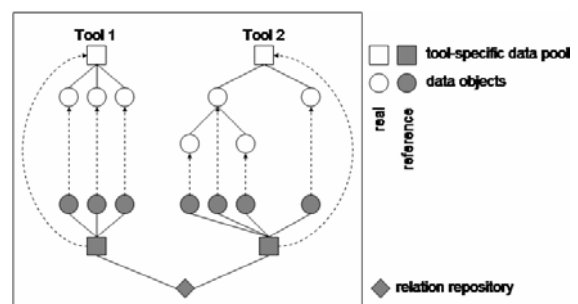 Tool 1
Tool 2
tool-specific data pool
data objects
real
reference
relation repository